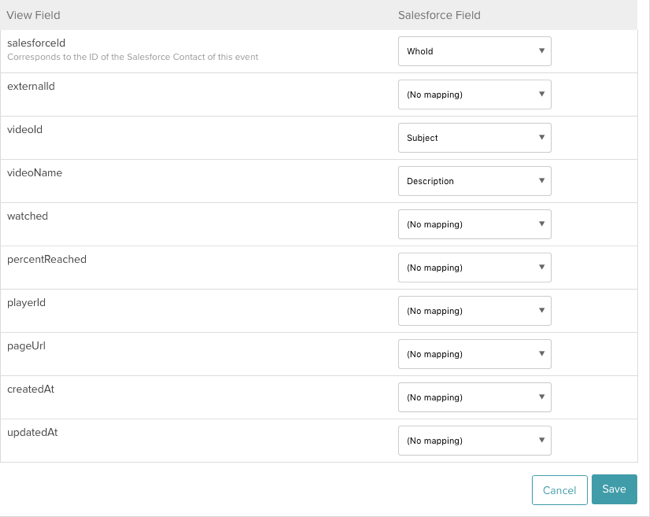 View Field Salesforce Field
salesforceId WhoId
Corresponds to the ID of the Salesforce Contact of this event
externalId (No mapping)
videoId Subject
videoName Description
watched (No mapping)
percentReached (No mapping)
playerId (No mapping)
pageUrl (No mapping)
createdAt (No mapping)
updatedAt (No mapping)
Cancel Save